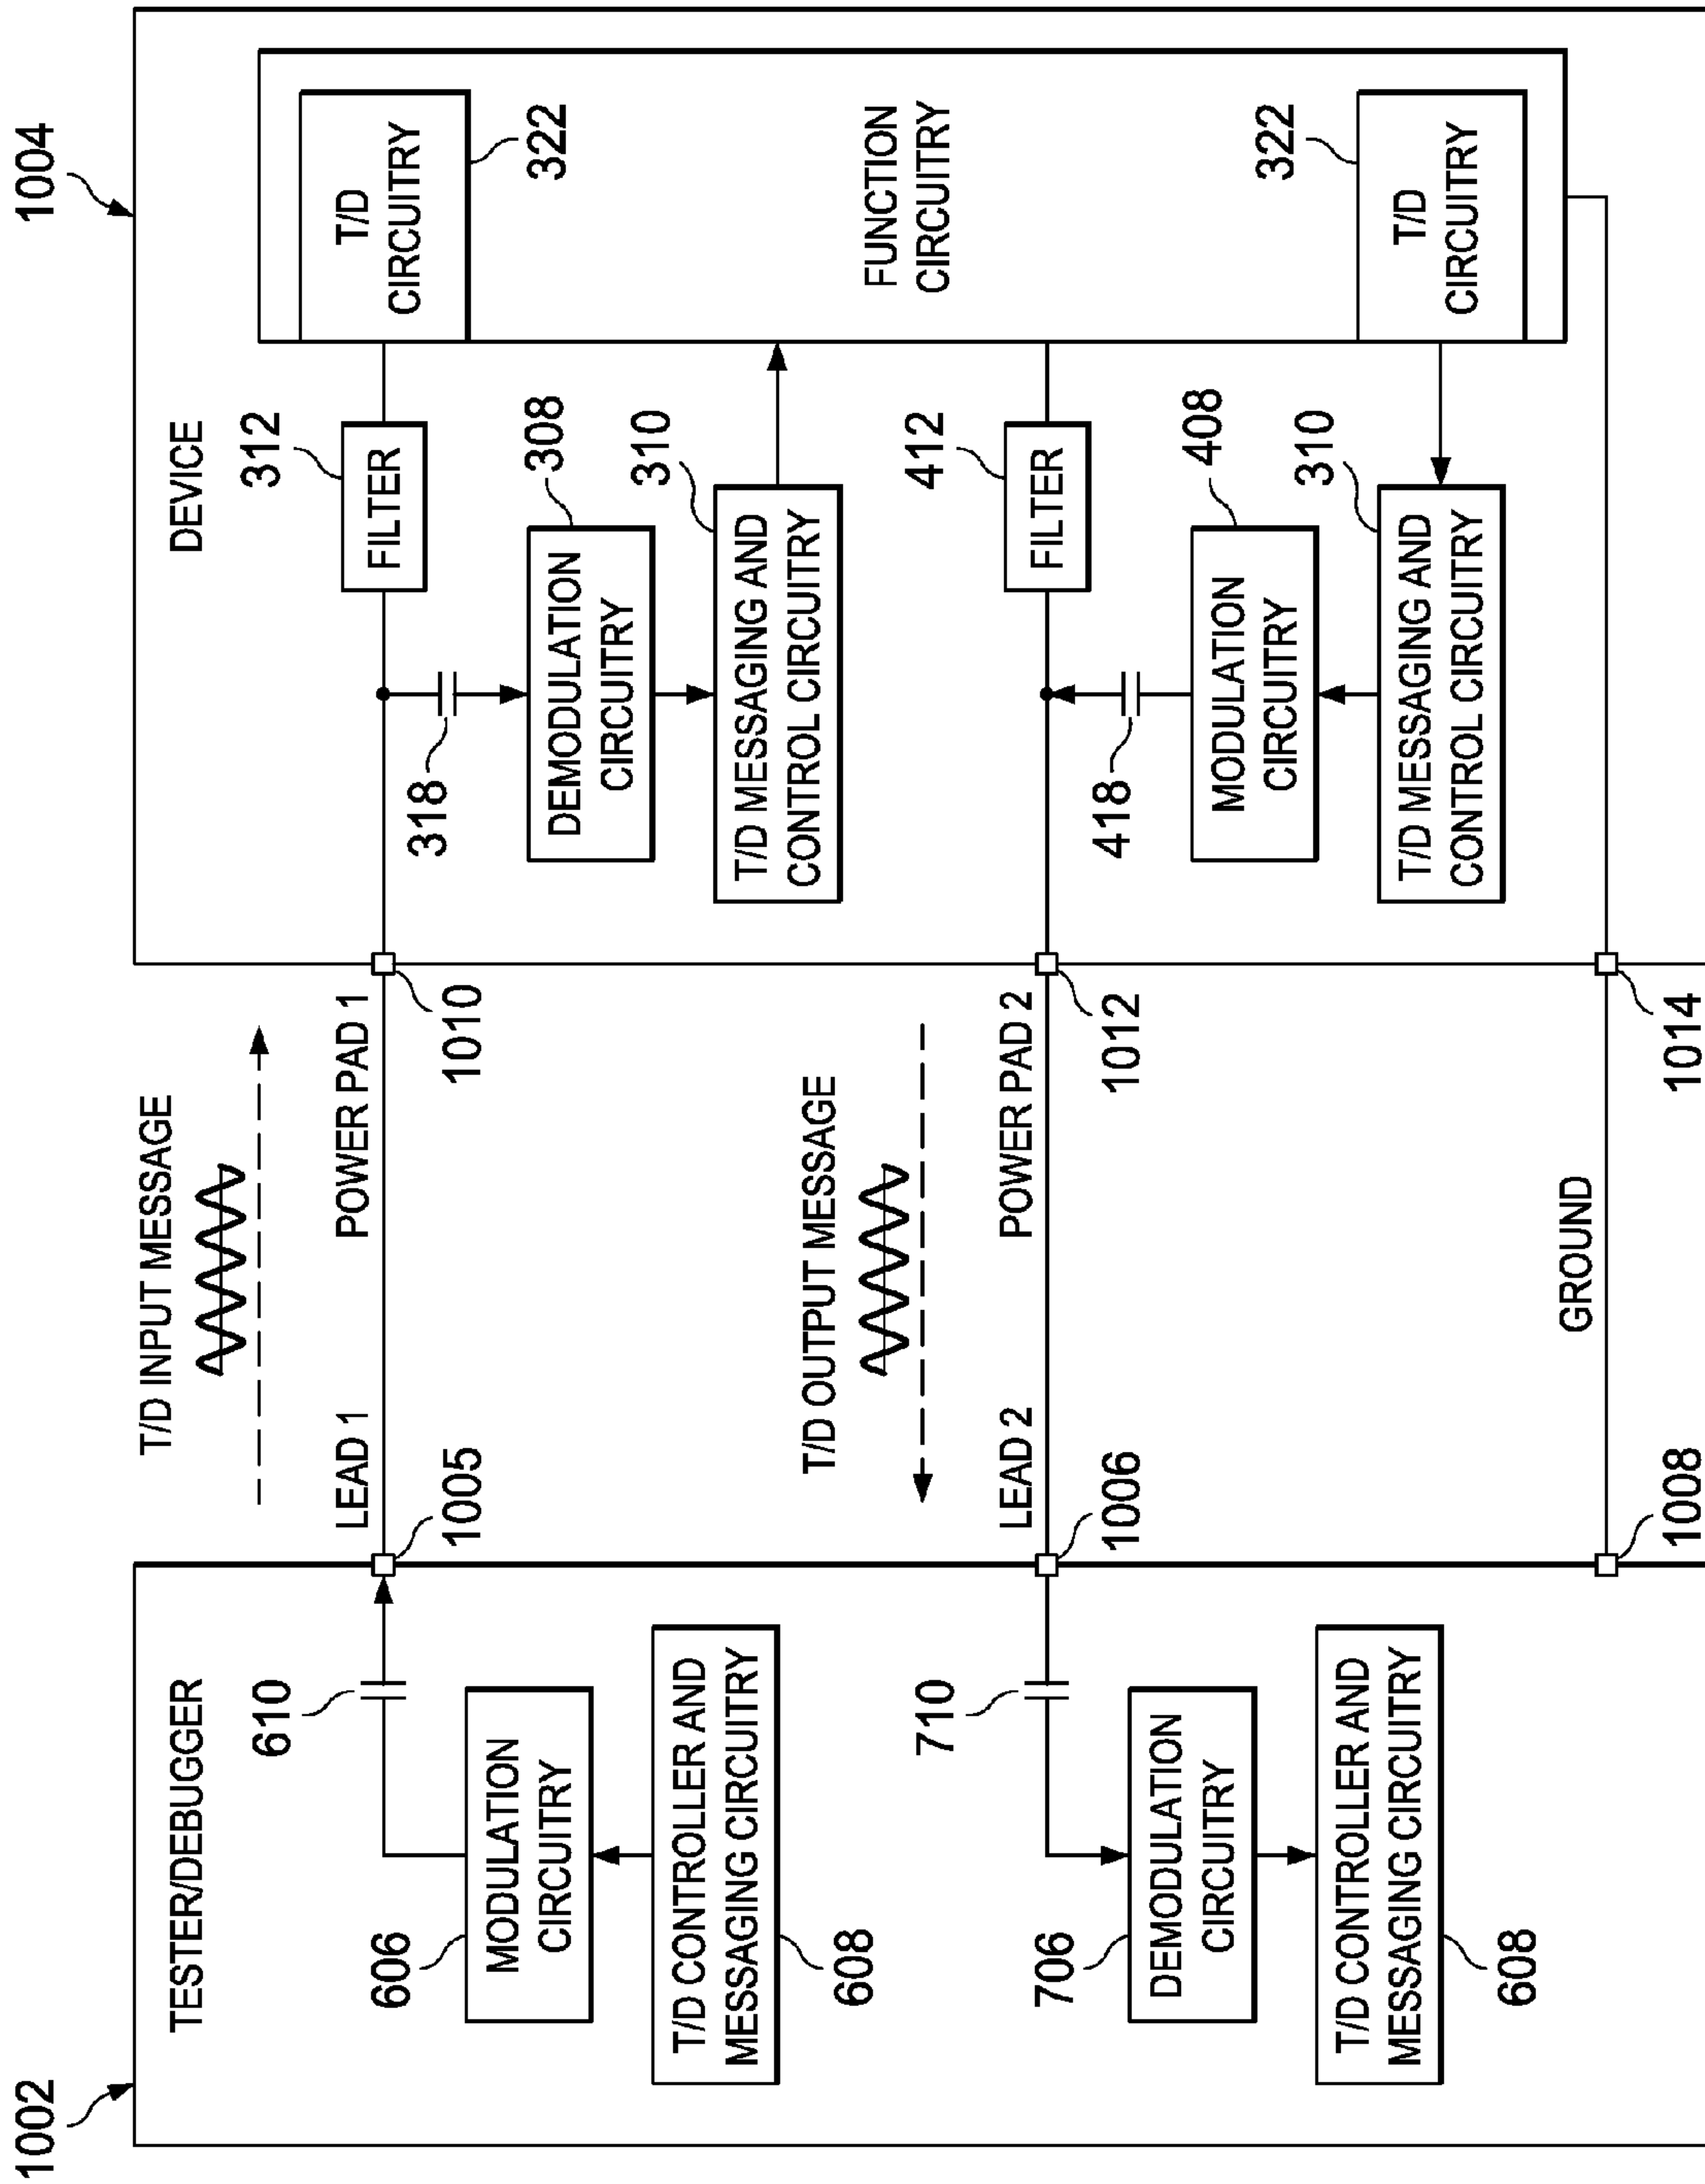 1002
TESTER/DEBUGGER
610
606
MODULATION
CIRCUITRY
T/D CONTROLLER AND
MESSAGING CIRCUITRY
608
710
706
DEMODULATION
CIRCUITRY
T/D CONTROLLER AND
MESSAGING CIRCUITRY
608
T/D INPUT MESSAGE
LEAD 1
POWER PAD 1
1005
1010
T/D OUTPUT MESSAGE
LEAD 2
POWER PAD 2
1006
1012
GROUND
1008
1014
1004
DEVICE
312
FILTER
318
308
DEMODULATION
CIRCUITRY
310
T/D MESSAGING AND
CONTROL CIRCUITRY
412
FILTER
418
408
MODULATION
CIRCUITRY
310
T/D MESSAGING AND
CONTROL CIRCUITRY
T/D
CIRCUITRY
322
FUNCTION
CIRCUITRY
322
T/D
CIRCUITRY